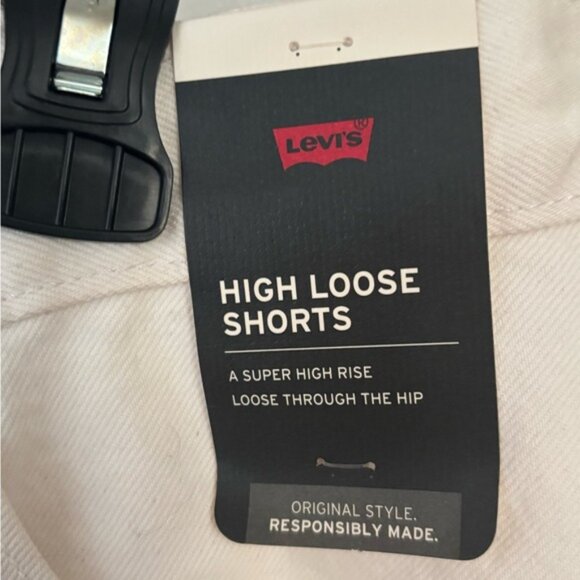 LEVI'S®
HIGH LOOSE
SHORTS
A SUPER HIGH RISE
LOOSE THROUGH THE HIP
ORIGINAL STYLE.
RESPONSIBLY MADE.